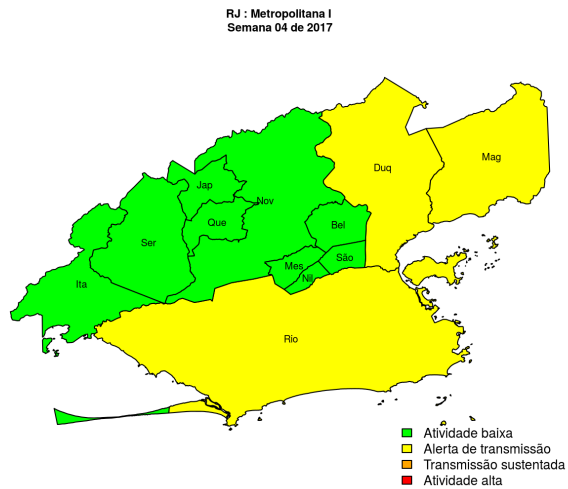 RJ : Metropolitana I
Semana 04 de 2017
Duq
Mag
Jap
Nov
Que
Bel
Ser
São
Mes
Nil
Ita
Rio
Atividade baixa
Alerta de transmissão
Transmissão sustentada
Atividade alta